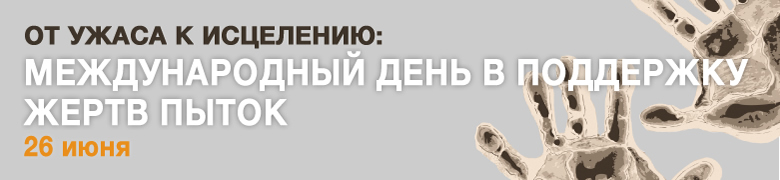 ОТ УЖАСА К ИСЦЕЛЕНИЮ:
МЕЖДУНАРОДНЫЙ ДЕНЬ В ПОДДЕРЖКУ
ЖЕРТВ ПЫТОК
26 июня